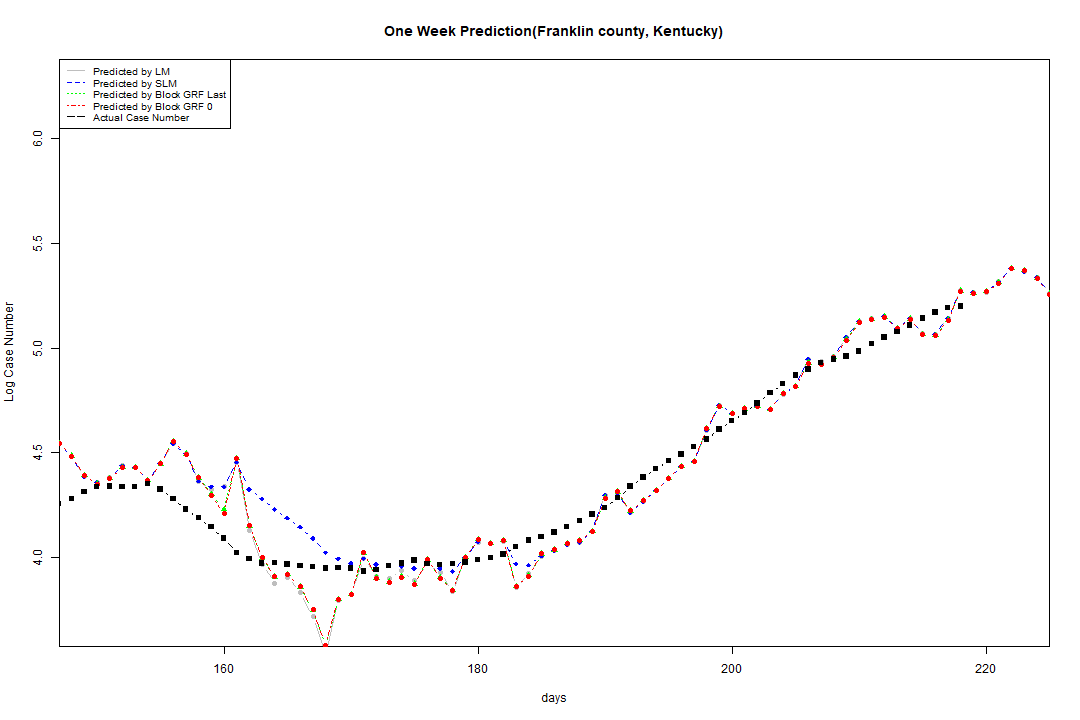 One Week Prediction(Franklin county, Kentucky)
Predicted by LM
Predicted by SLM
Predicted by Block GRF Last
Predicted by Block GRF 0
Actual Case Number
6.0
5.5
5.0
4.5
4.0
Log Case Number
160 180 200 220
days